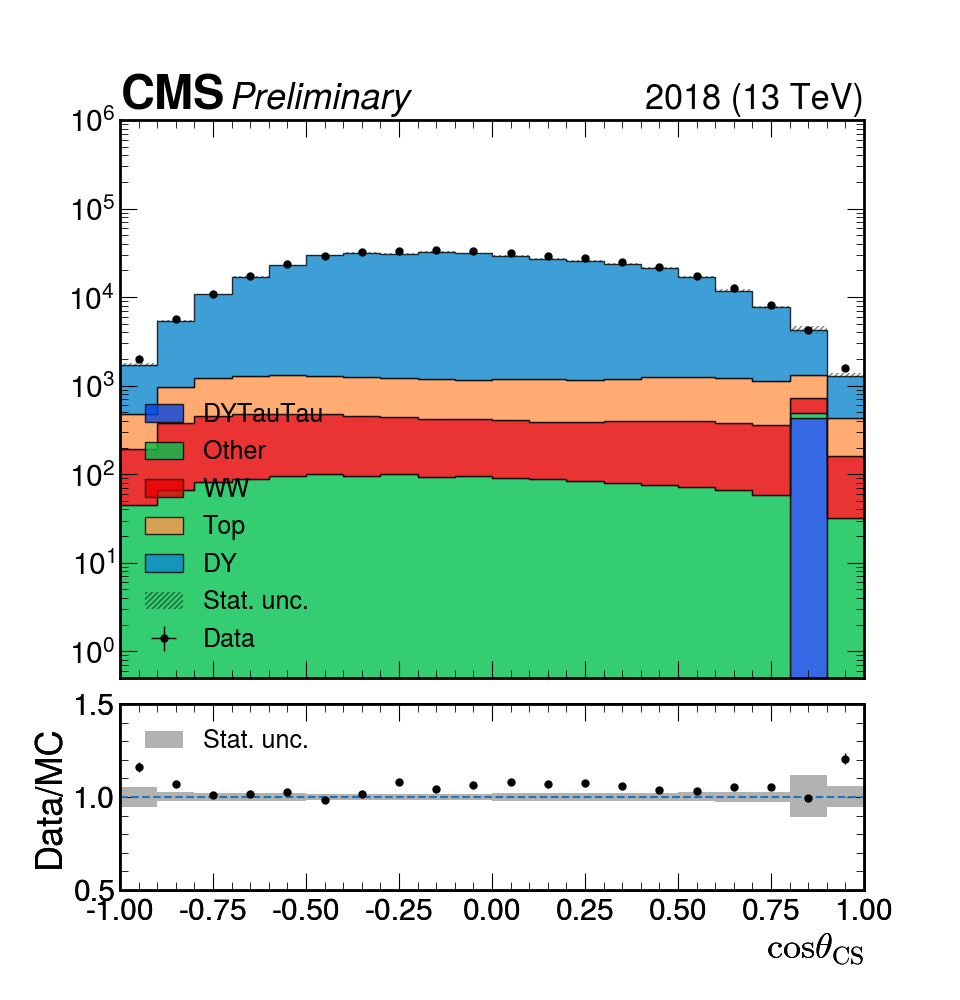 CMS Preliminary 2018 (13 TeV)
10^6
10^5
10^4
10^3
10^2
10^1
10^0
DYTauTau
Other
WW
Top
DY
Stat. unc.
Data
1.5
1.0
0.5
Data/MC
Stat. unc.
-1.00 -0.75 -0.50 -0.25 0.00 0.25 0.50 0.75 1.00
cosθ_CS